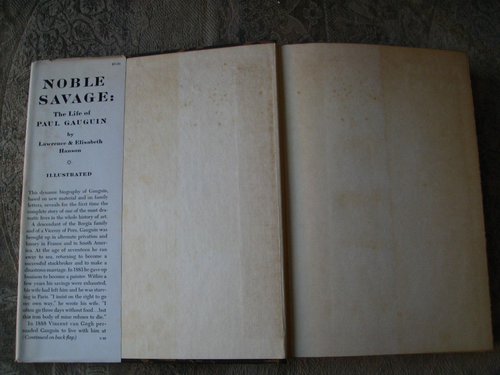 NOBLE
SAVAGE:
The Life of
PAUL GAUGUIN
by
Lawrence & Elisabeth
Hanson
ILLUSTRATED
This dynamic biography of Gauguin,
based on new material and on family
letters, reveals for the first time the
complete story of one of the most dra-
matic lives in the whole history of art.
A descendant of the Borgia family
and of a Viceroy of Peru, Gauguin was
brought up to alternate privation and
luxury in France and in South Amer-
ica. At the age of seventeen he ran
away to sea, returning to become a
successful stockbroker and to make a
disastrous marriage. In 1883 he gave up
business to become a painter. Within a
few years his savings were exhausted,
his wife had left him and he was starv-
ing in Paris. "I insist on the right to go
my own way," he wrote his wife. "I
often go three days without food . . . but
that iron body of mine refuses to die."
In 1888 Vincent van Gogh per-
suaded Gauguin to live with him at
(Continued on back flap)